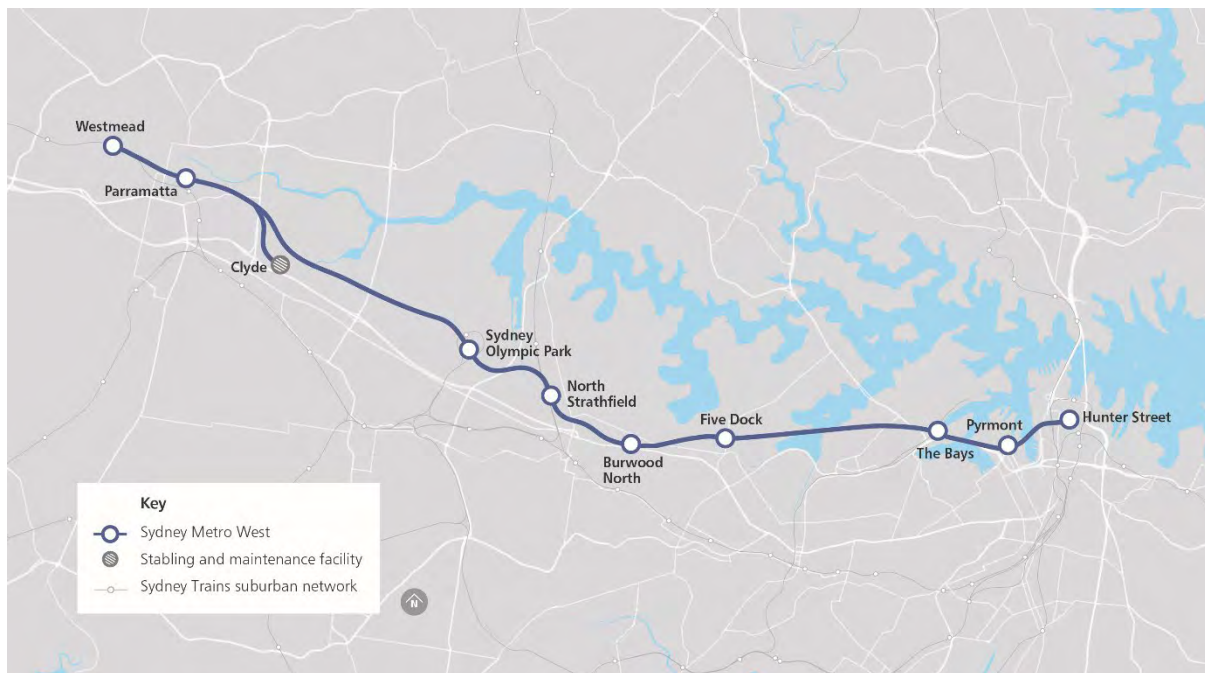 Westmead
Parramatta
Clyde
Sydney
Olympic Park
North
Strathfield
Five Dock
Burwood
North
The Bays
Pyrmont
Hunter Street
Key
Sydney Metro West
Stabling and maintenance facility
Sydney Trains suburban network
N